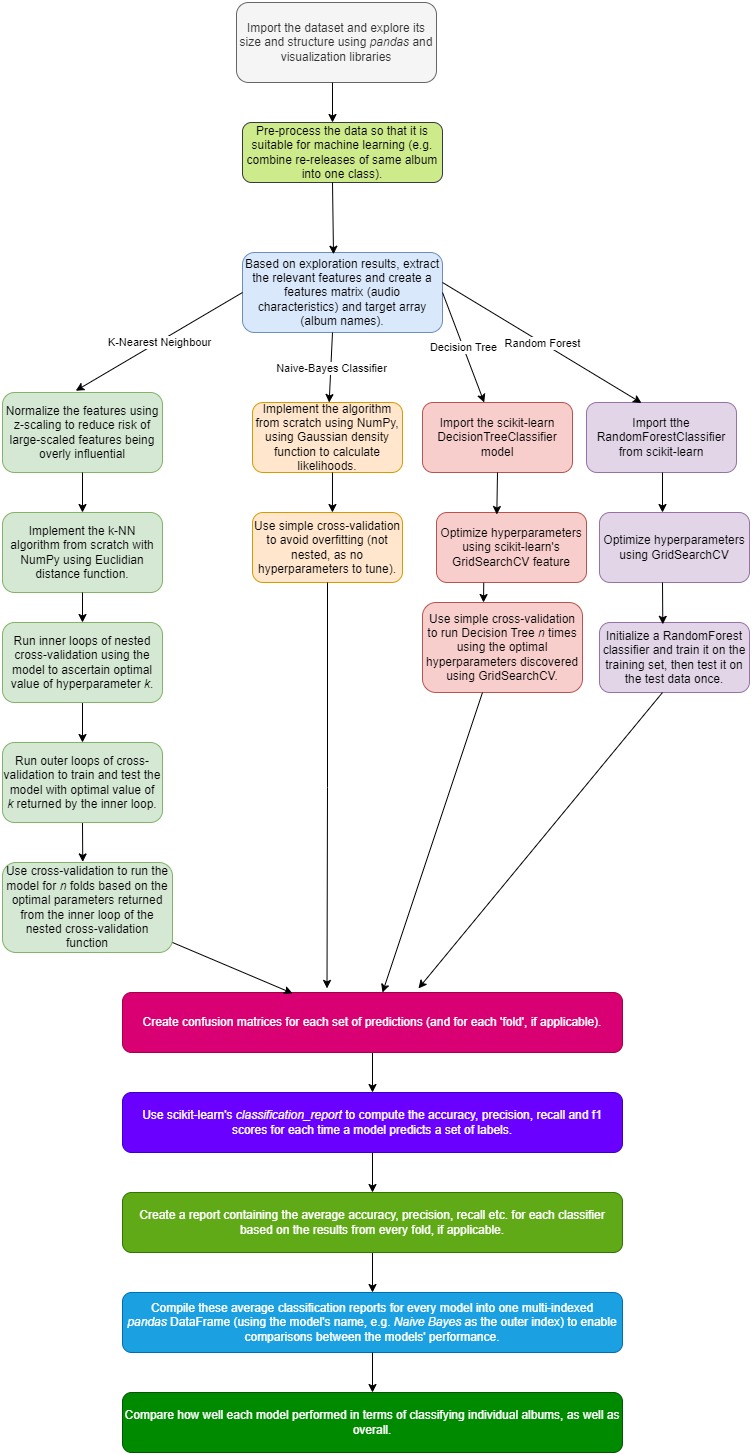 Import the dataset and explore its
size and structure using pandas and
visualization libraries
Pre-process the data so that it is
suitable for machine learning (e.g.
combine re-releases of same album
into one class).
Based on exploration results, extract
the relevant features and create a
features matrix (audio
characteristics) and target array
(album names).
K-Nearest Neighbour
Naive-Bayes Classifier
Decision Tree
Random Forest
Normalize the features using
z-scaling to reduce risk of
large-scaled features being
overly influential
Implement the k-NN
algorithm from scratch with
NumPy using Euclidian
distance function.
Run inner loops of nested
cross-validation using the
model to ascertain optimal
value of hyperparameter k.
Run outer loops of cross-
validation to train and test the
model with optimal value of
k returned by the inner loop.
Use cross-validation to run the
model for n folds based on the
optimal parameters returned
from the inner loop of the
nested cross-validation
function
Implement the algorithm
from scratch using NumPy,
using Gaussian density
function to calculate
likelihoods.
Use simple cross-validation
to avoid overfitting (not
nested, as no
hyperparameters to tune).
Import the scikit-learn
DecisionTreeClassifier
model
Optimize hyperparameters
using scikit-learn's
GridSearchCV feature
Use simple cross-validation
to run Decision Tree n times
using the optimal
hyperparameters discovered
using GridSearchCV.
Import tthe
RandomForestClassifier
from scikit-learn
Optimize hyperparameters
using GridSearchCV
Initialize a RandomForest
classifier and train it on the
training set, then test it on
the test data once.
Create confusion matrices for each set of predictions (and for each 'fold', if applicable).
Use scikit-learn's classification_report to compute the accuracy, precision, recall and f1
scores for each time a model predicts a set of labels.
Create a report containing the average accuracy, precision, recall etc. for each classifier
based on the results from every fold, if applicable.
Compile these average classification reports for every model into one multi-indexed
pandas DataFrame (using the model's name, e.g. Naive Bayes as the outer index) to enable
comparisons between the models' performance.
Compare how well each model performed in terms of classifying individual albums, as well as
overall.